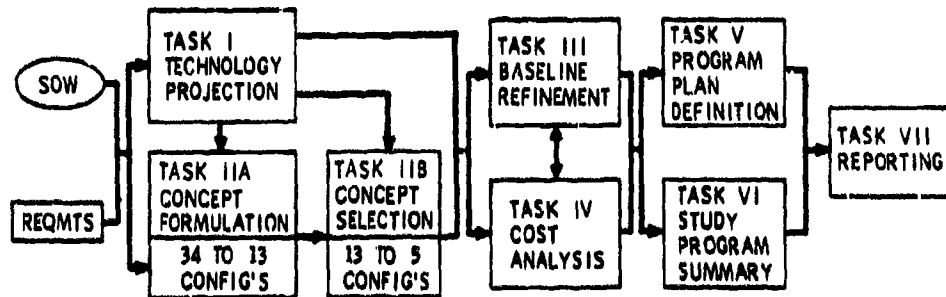 SOW
REQMTS
TASK I
TECHNOLOGY
PROJECTION
TASK IIA
CONCEPT
FORMULATION
34 TO 13
CONFIG'S
TASK IIB
CONCEPT
SELECTION
13 TO 5
CONFIG'S
TASK III
BASELINE
REFINEMENT
TASK IV
COST
ANALYSIS
TASK V
PROGRAM
PLAN
DEFINITION
TASK VI
STUDY
PROGRAM
SUMMARY
TASK VII
REPORTING